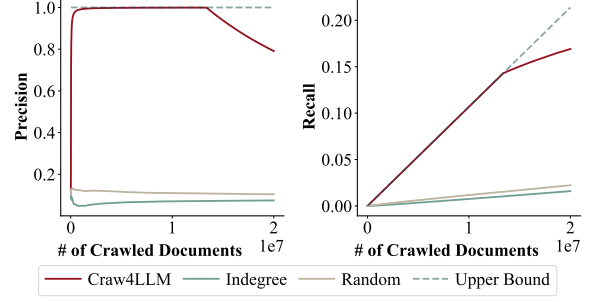 1.0
0.8
0.6
0.4
0.2
Precision
0
1
2
1e7
# of Crawled Documents
0.20
0.15
0.10
0.05
0.00
Recall
0
1
2
1e7
# of Crawled Documents
Craw4LLM
Indegree
Random
Upper Bound